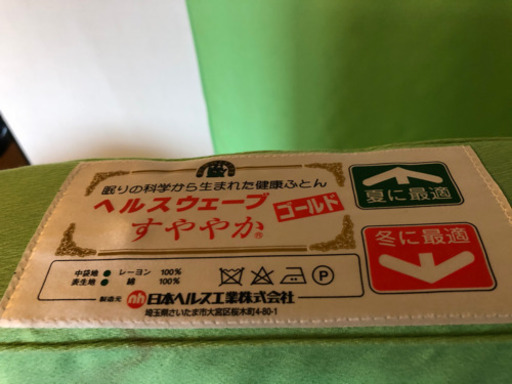 眠りの科学から生まれた健康ふとん
ヘルスウェーブ
ゴールド
すややか®
夏に最適
冬に最適
中袋地 ● レーヨン 100%
表生地 ● 綿 100%
P
製造元 nh 日本ヘルス工業株式会社
埼玉県さいたま市大宮区桜木町4-80-1